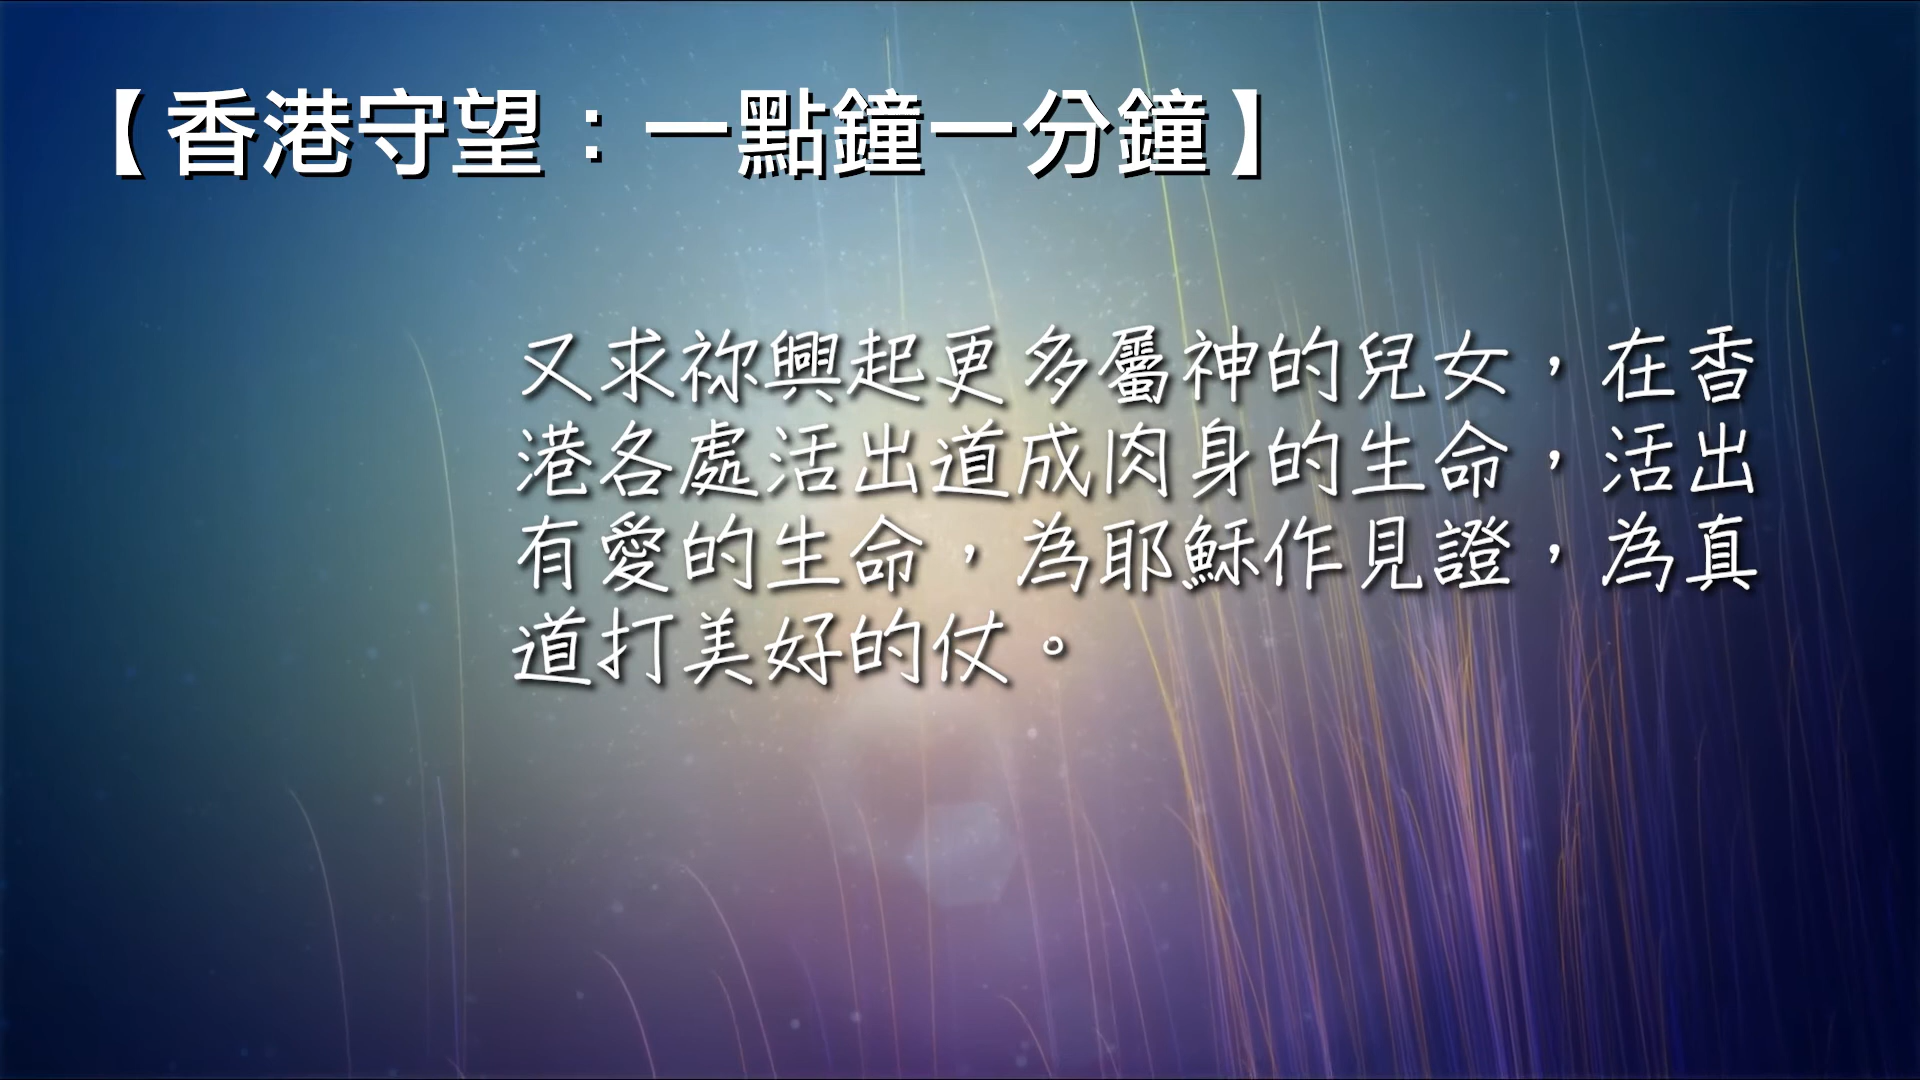 【香港守望：一點鐘一分鐘】
又求祢興起更多屬神的兒女，在香
港各處活出道成肉身的生命，活出
有愛的生命，為耶穌作見證，為真
道打美好的仗。